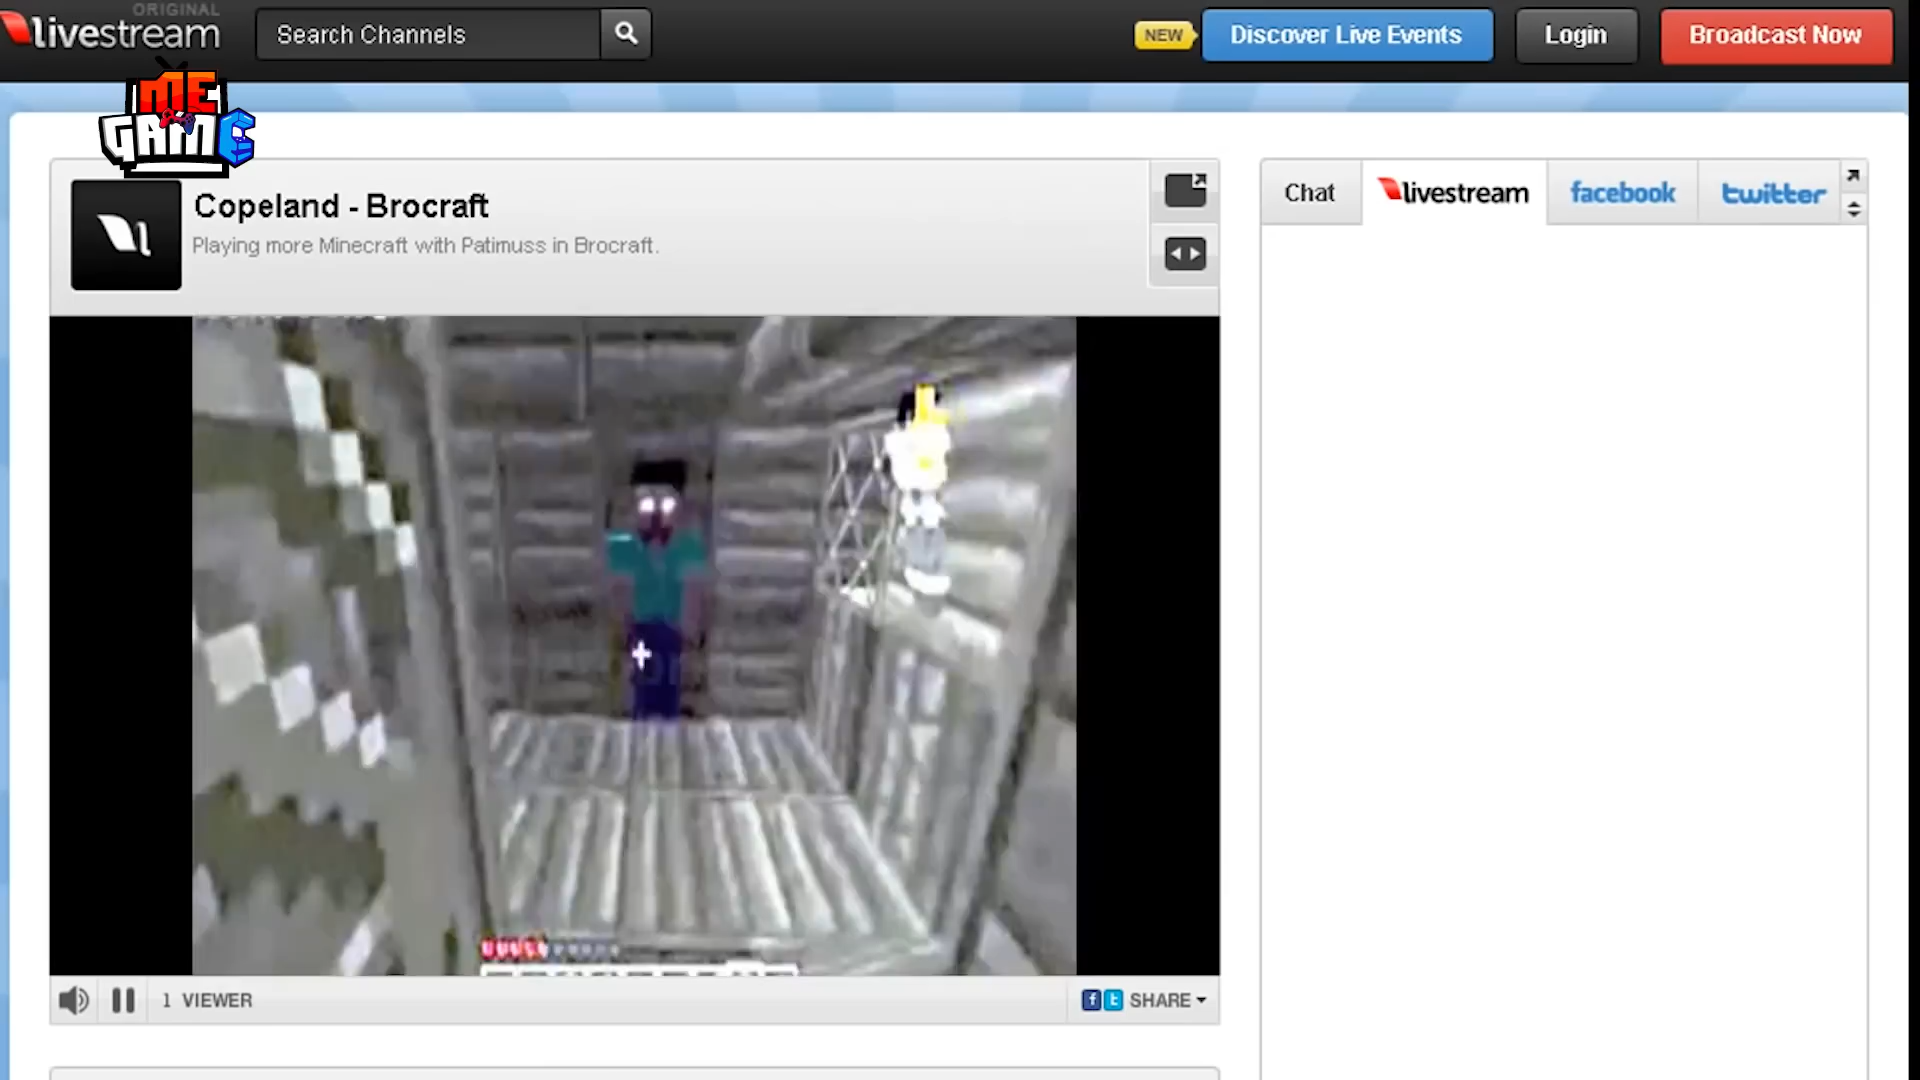 ORIGINAL
livestream
Search Channels
NEW
Discover Live Events
Login
Broadcast Now
ME
GAME
Copeland - Brocraft
Playing more Minecraft with Patimuss in Brocraft.
Chat
livestream
facebook
twitter
1 VIEWER
SHARE